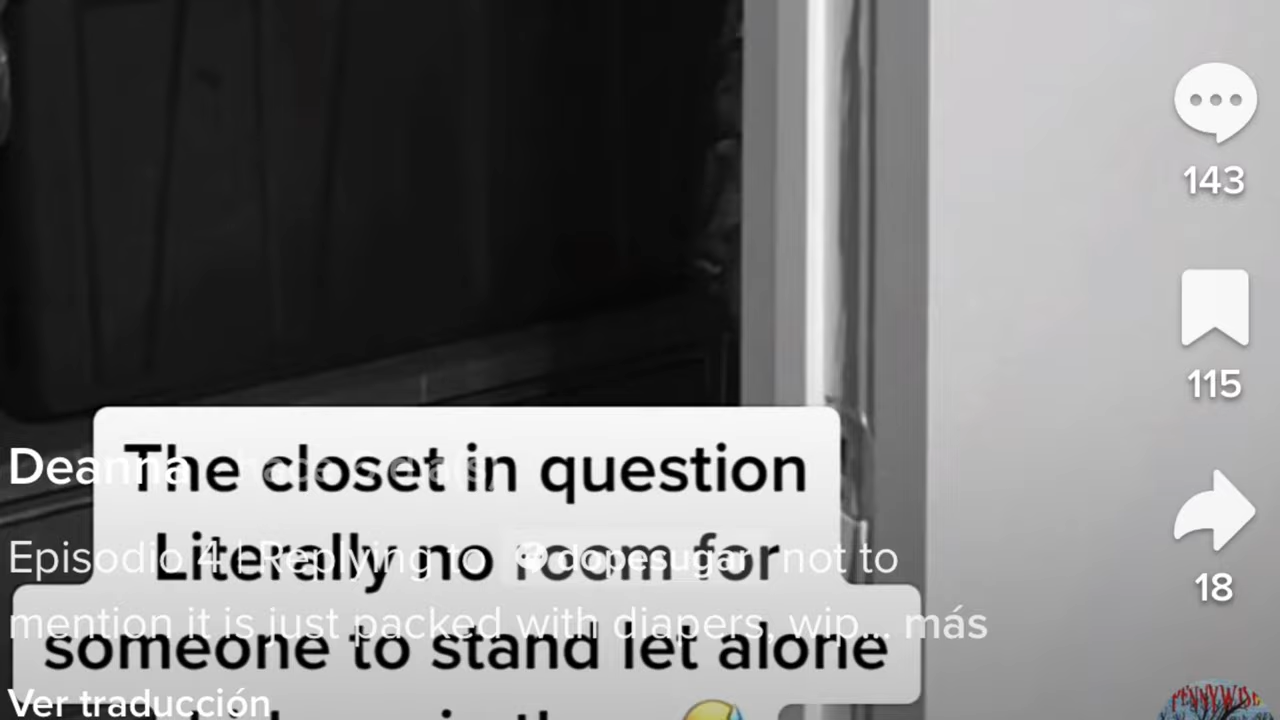 143
115
The closet in question
Deanna
Literally no room for
Episodio 4 | Replying to dopesugar not to
mention it is just packed with diapers, wip... más
someone to stand let alone
Ver traducción
18
PENNYWISE